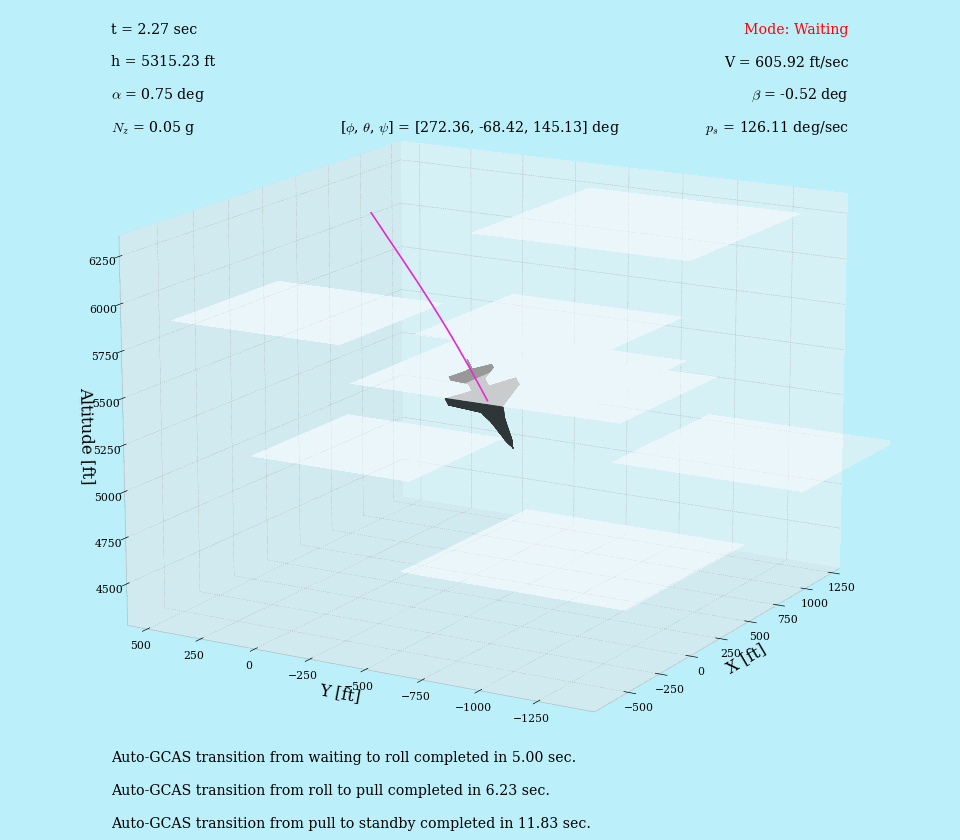 t = 2.27 sec
Mode: Waiting
h = 5315.23 ft
V = 605.92 ft/sec
α = 0.75 deg
β = -0.52 deg
N_z = 0.05 g
[ϕ, θ, ψ] = [272.36, -68.42, 145.13] deg
p_s = 126.11 deg/sec
6250
6000
5750
5500
5250
5000
4750
4500
Altitude [ft]
500
250
0
−250
−500
−750
−1000
−1250
Y [ft]
−500
−250
0
250
500
750
1000
1250
X [ft]
Auto-GCAS transition from waiting to roll completed in 5.00 sec.
Auto-GCAS transition from roll to pull completed in 6.23 sec.
Auto-GCAS transition from pull to standby completed in 11.83 sec.